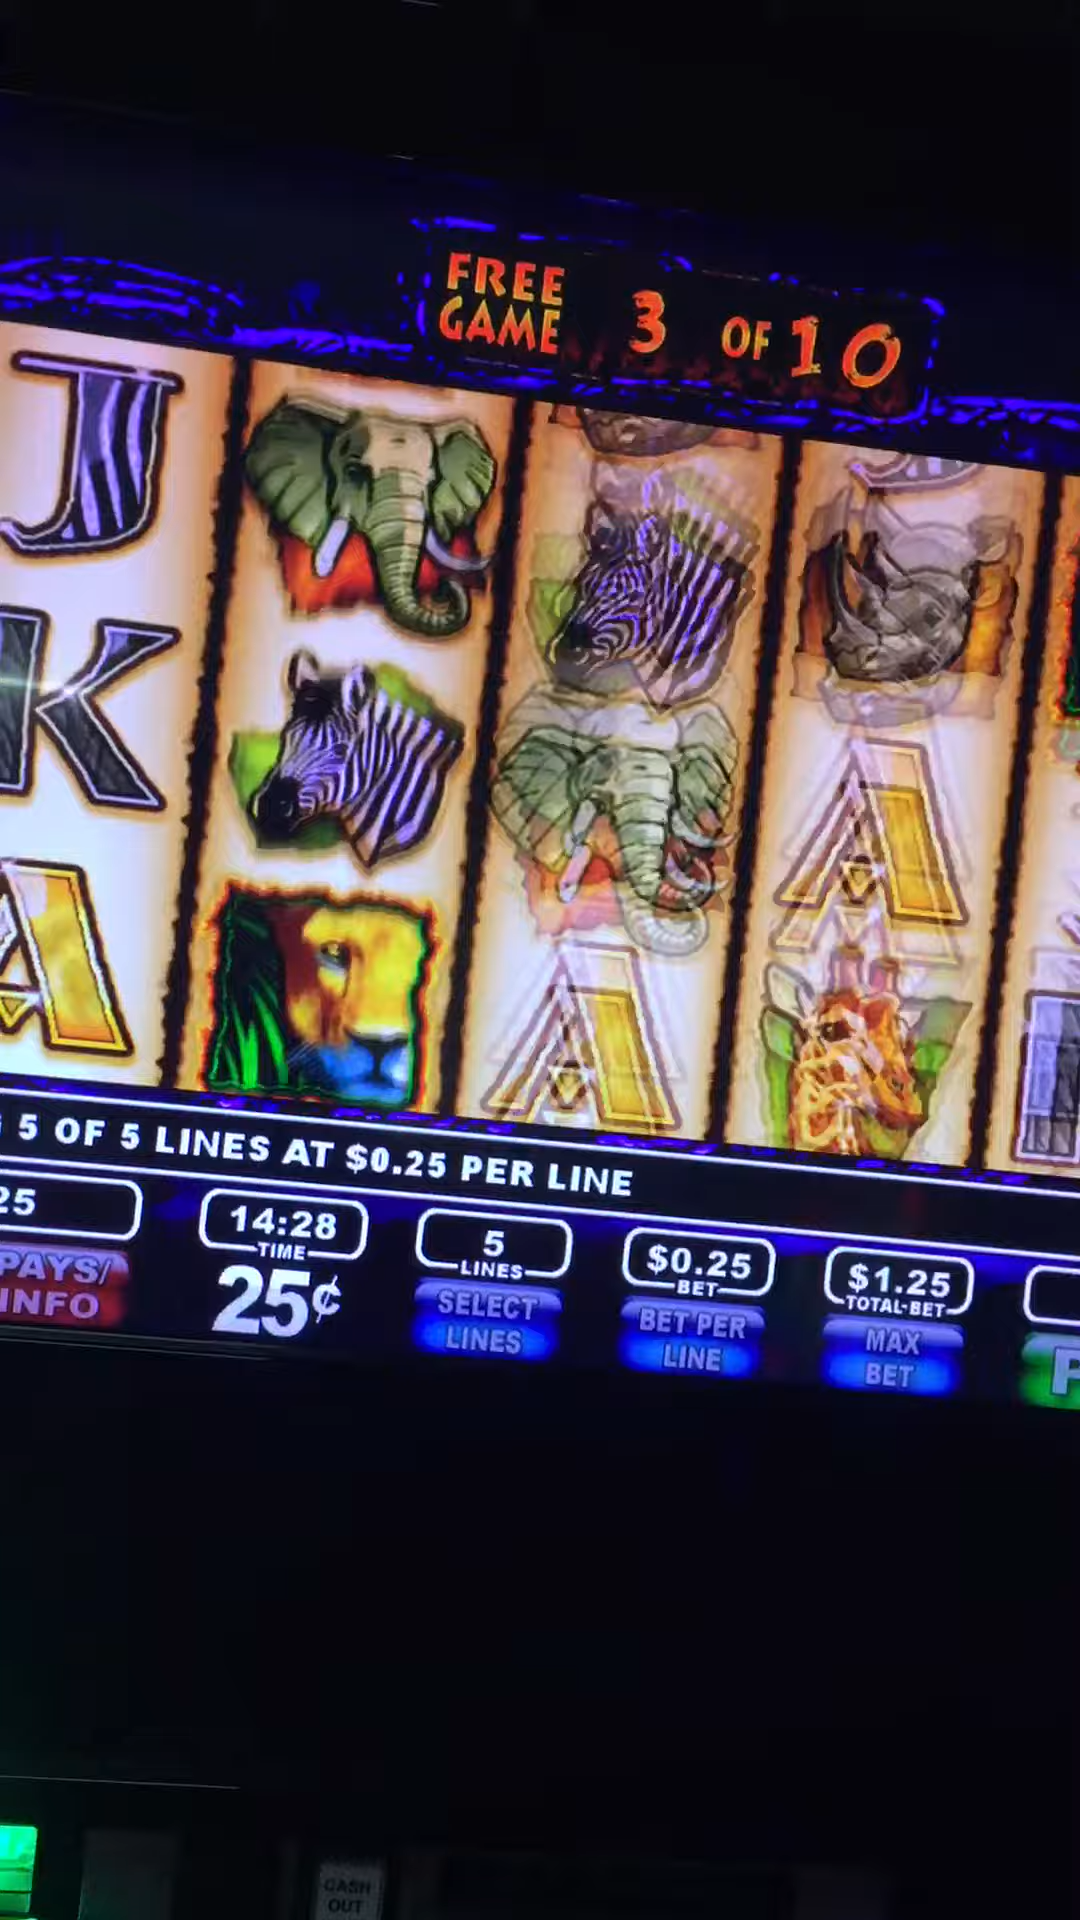 FREE GAME 3 OF 10
J
K
A
A
A
5 OF 5 LINES AT $0.25 PER LINE
25
14:28
TIME
5
LINES
$0.25
BET
$1.25
TOTAL-BET
PAYS/
INFO
25¢
SELECT
LINES
BET PER
LINE
MAX
BET
P
CASH
OUT